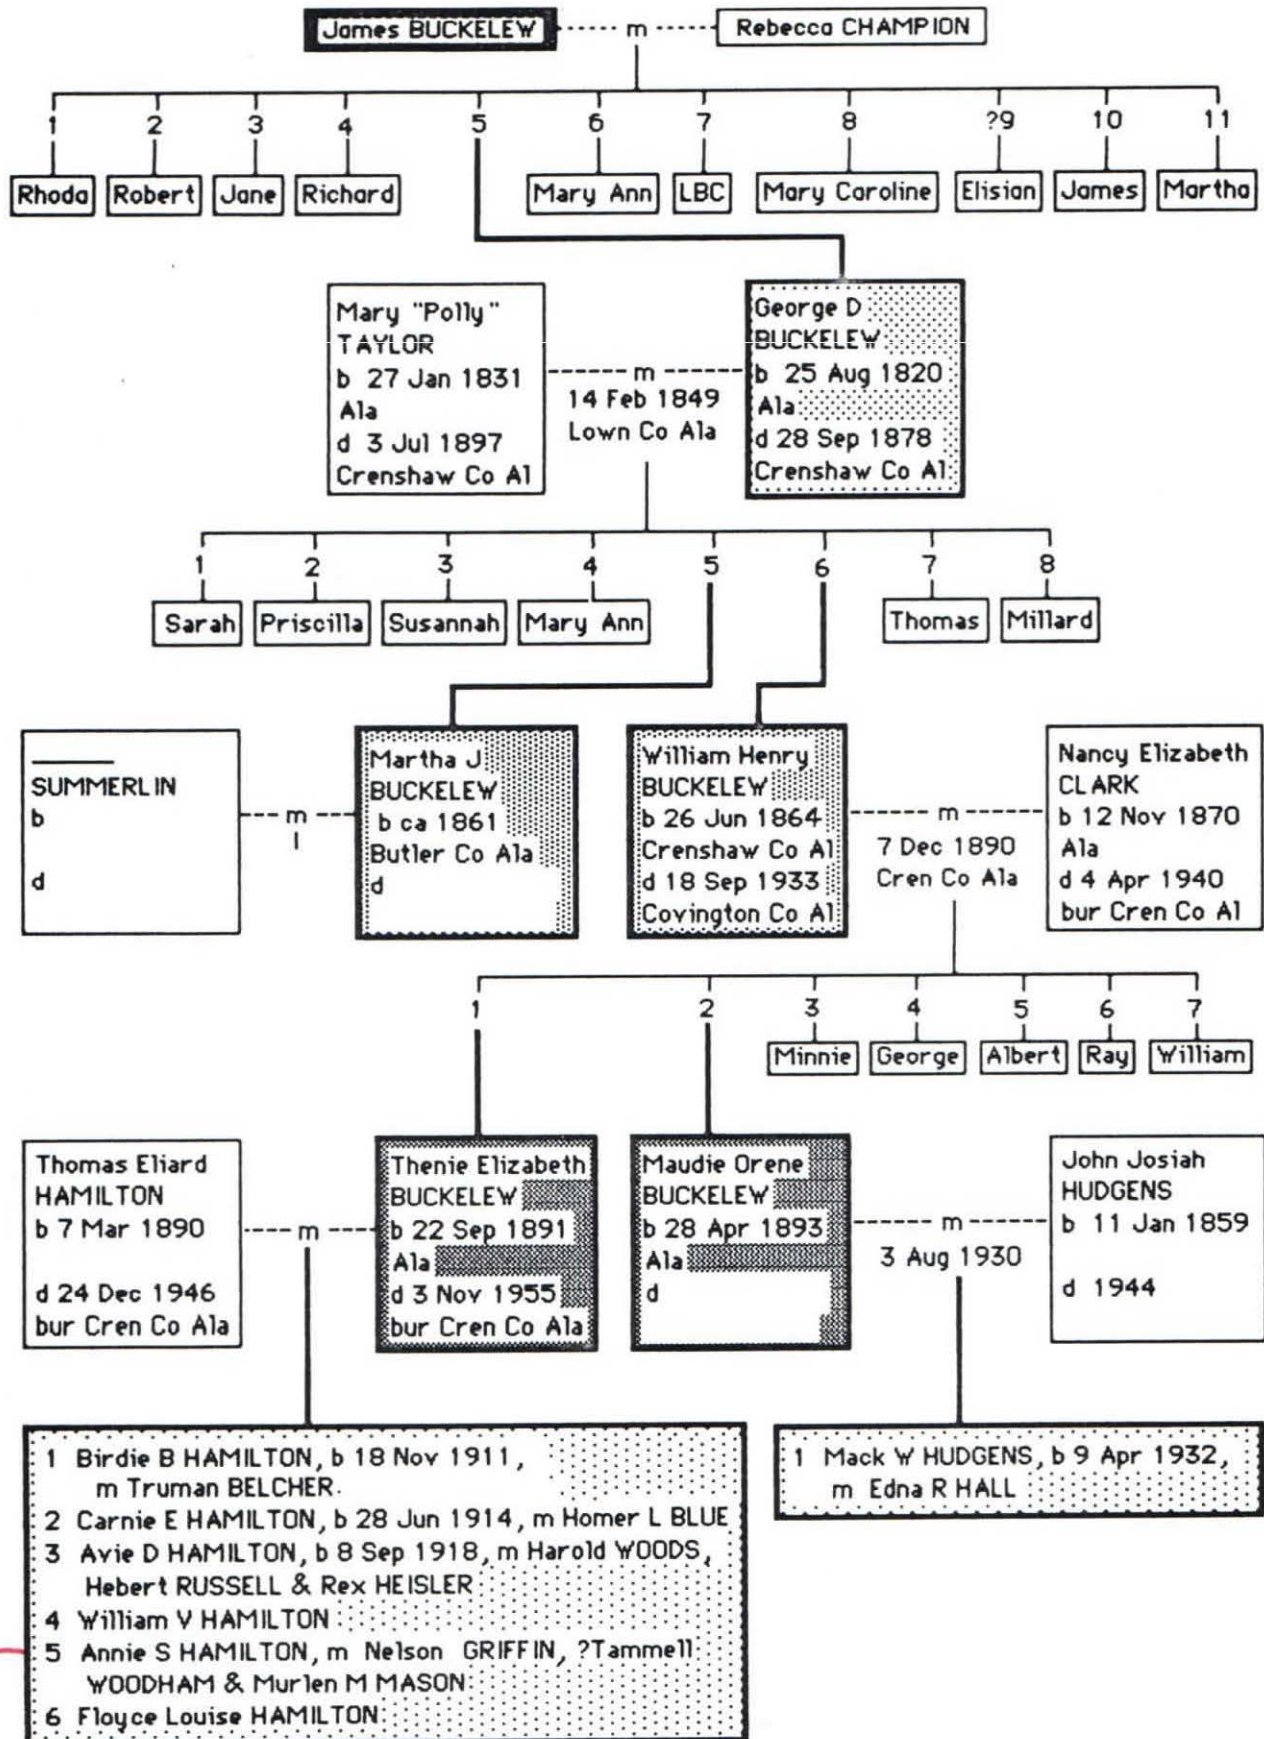 James BUCKELEW
m
Rebecca CHAMPION
1 2 3 4 5 6 7 8 ?9 10 11
Rhoda Robert Jane Richard Mary Ann LBC Mary Caroline Elisian James Martha
Mary "Polly"
TAYLOR
b 27 Jan 1831
Ala
d 3 Jul 1897
Crenshaw Co Al
m
14 Feb 1849
Lown Co Ala
George D
BUCKELEW
b 25 Aug 1820
Ala
d 28 Sep 1878
Crenshaw Co Al
1 2 3 4 5 6 7 8
Sarah Priscilla Susannah Mary Ann Thomas Millard
SUMMERLIN
b
d
m
Martha J
BUCKELEW
b ca 1861
Butler Co Ala
d
William Henry
BUCKELEW
b 26 Jun 1864
Crenshaw Co Al
d 18 Sep 1933
Covington Co Al
m
7 Dec 1890
Cren Co Ala
Nancy Elizabeth
CLARK
b 12 Nov 1870
Ala
d 4 Apr 1940
bur Cren Co Al
1 2 3 4 5 6 7
Minnie George Albert Ray William
Thomas Eliard
HAMILTON
b 7 Mar 1890
d 24 Dec 1946
bur Cren Co Ala
m
Thenie Elizabeth
BUCKELEW
b 22 Sep 1891
Ala
d 3 Nov 1955
bur Cren Co Ala
Maudie Orene
BUCKELEW
b 28 Apr 1893
Ala
d
m
3 Aug 1930
John Josiah
HUDGENS
b 11 Jan 1859
d 1944
1 Birdie B HAMILTON, b 18 Nov 1911,
m Truman BELCHER
2 Carnie E HAMILTON, b 28 Jun 1914, m Homer L BLUE
3 Avie D HAMILTON, b 8 Sep 1918, m Harold WOODS,
Hebert RUSSELL & Rex HEISLER
4 William V HAMILTON
5 Annie S HAMILTON, m Nelson GRIFFIN, ?Tammell
WOODHAM & Murlen M MASON
6 Floyce Louise HAMILTON
1 Mack W HUDGENS, b 9 Apr 1932,
m Edna R HALL